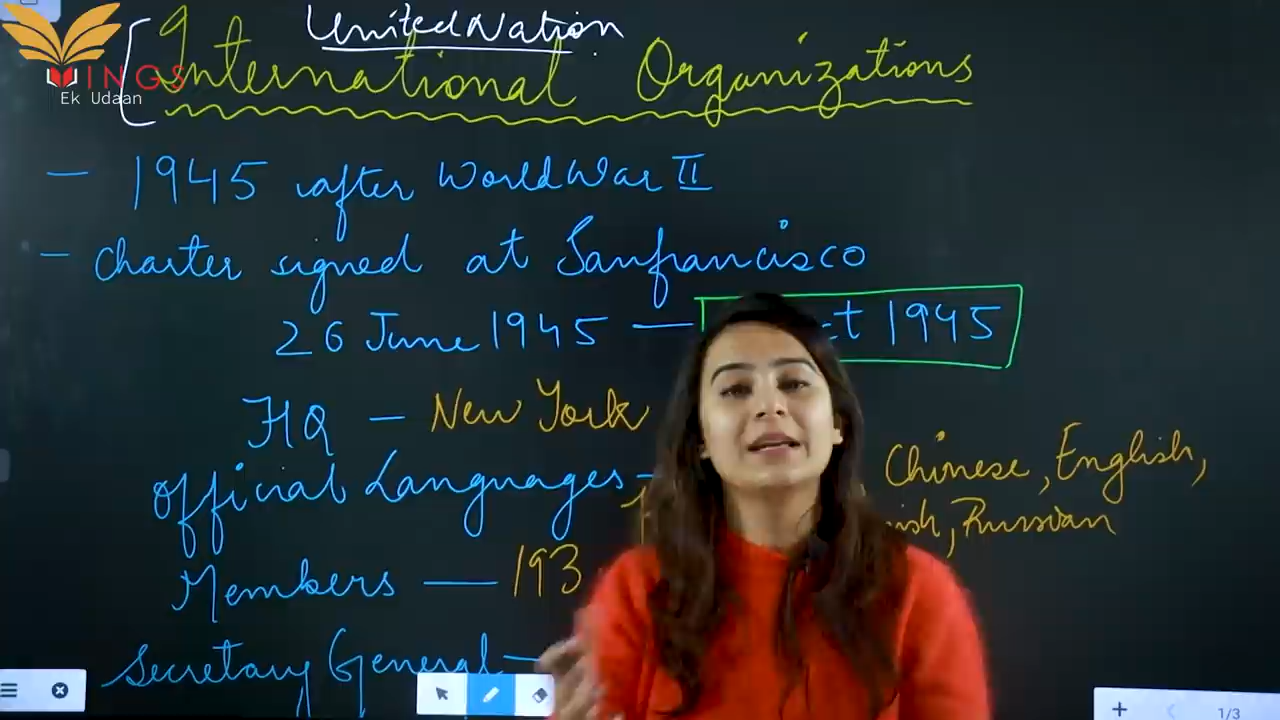 United Nation
International Organizations
WINGS
Ek Udaan
— 1945 after World War II
— charter signed at Sanfrancisco
26 June 1945 — ct 1945
HQ — New York
Official Languages — Chinese, English,
ish, Russian
Members — 193
Secretary General —
1/3